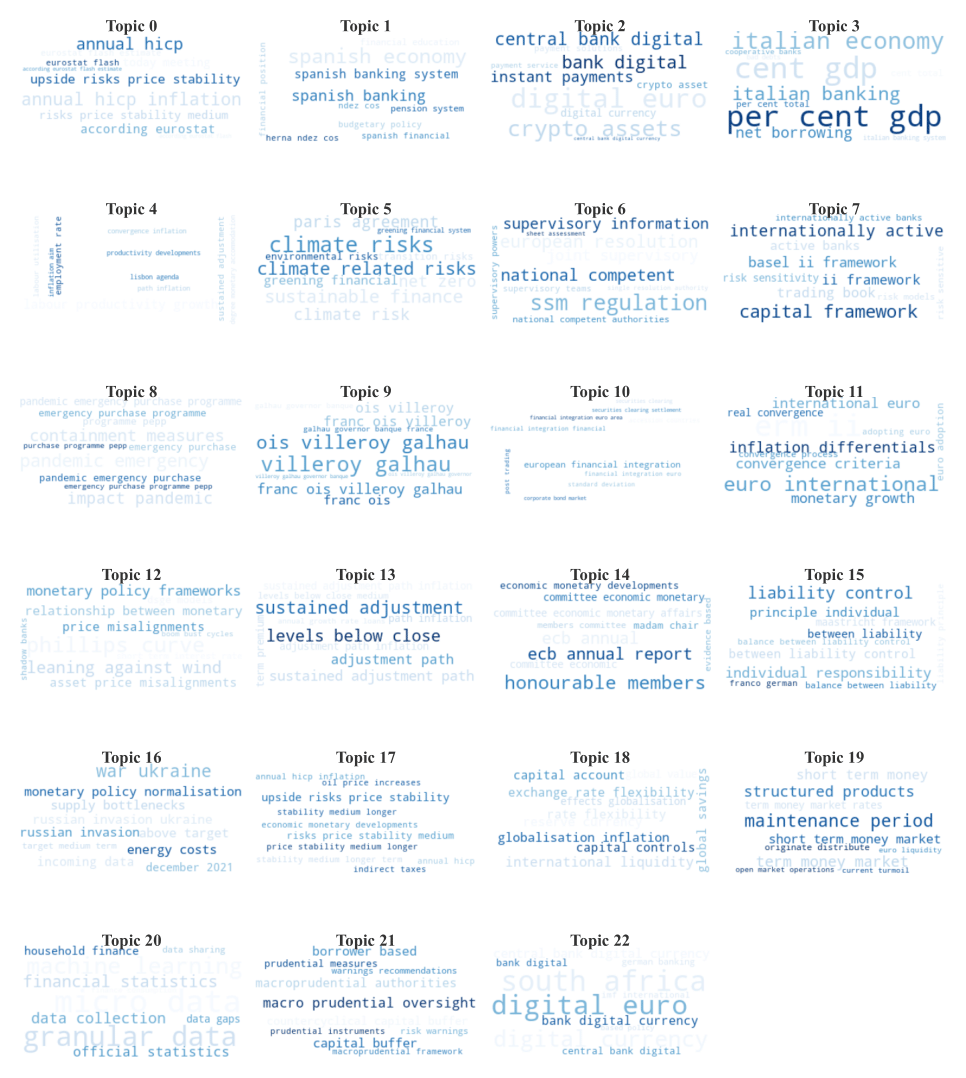 Topic 0
annual hicp
eurostat flash
according eurostat flash estimate
upside risks price stability
annual hicp inflation
risks price stability medium
according eurostat
Topic 1
financial education
spanish economy
financial position
spanish banking system
spanish banking
ndez cos
pension system
budgetary policy
herna ndez cos
spanish financial
Topic 2
central bank digital
bank digital
payment service
instant payments
crypto asset
digital euro
digital currency
crypto assets
central bank digital currency
Topic 3
italian economy
cooperative banks
cent gdp
italian banking
per cent total
per cent gdp
net borrowing
italian banking system
Topic 4
employment rate
inflation aim
convergence inflation
productivity developments
lisbon agenda
path inflation
sustained adjustment
productivity growth
Topic 5
paris agreement
greening financial system
climate risks
environmental risks
transition risks
climate related risks
greening financial
net zero
sustainable finance
climate risk
Topic 6
supervisory information
sheet assessment
european resolution
joint supervisory
supervisory powers
national competent
supervisory teams
single resolution authority
ssm regulation
national competent authorities
Topic 7
internationally active banks
internationally active
active banks
basel ii framework
risk sensitivity
ii framework
trading book
risk models
capital framework
risk sensitive
Topic 8
pandemic emergency purchase programme
emergency purchase programme
programme pepp
containment measures
purchase programme pepp
emergency purchase
pandemic emergency
pandemic emergency purchase
emergency purchase programme pepp
impact pandemic
Topic 9
ois villeroy
franc ois villeroy
galhau governor banque france
ois villeroy galhau
villeroy galhau
villeroy galhau governor banque
franc ois villeroy galhau
franc ois
Topic 10
securities clearing settlement
financial integration euro area
financial integration financial
post trading
european financial integration
financial integration euro
standard deviation
corporate bond market
Topic 11
international euro
real convergence
erm ii
adopting euro
inflation differentials
convergence process
convergence criteria
euro international
monetary growth
euro adoption
Topic 12
monetary policy frameworks
relationship between monetary
price misalignments
boom bust cycles
phillips curve
shadow banks
leaning against wind
asset price misalignments
Topic 13
sustained adjustment path inflation
levels below close medium
sustained adjustment
path inflation
term premium
levels below close
adjustment path inflation
adjustment path
sustained adjustment path
Topic 14
economic monetary developments
committee economic monetary
committee economic monetary affairs
members committee
madam chair
ecb annual
evidence based
ecb annual report
committee economic
honourable members
Topic 15
liability control
principle individual
maastricht framework
between liability
balance between liability control
between liability control
individual responsibility
franco german
balance between liability
Topic 16
war ukraine
monetary policy normalisation
supply bottlenecks
russian invasion ukraine
russian invasion
above target
target medium term
energy costs
incoming data
december 2021
Topic 17
annual hicp inflation
oil price increases
upside risks price stability
stability medium longer
economic monetary developments
risks price stability medium
price stability medium longer
stability medium longer term
annual hicp
indirect taxes
Topic 18
capital account
exchange rate flexibility
effects globalisation
rate flexibility
globalisation inflation
capital controls
international liquidity
global savings
Topic 19
short term money
structured products
term money market rates
maintenance period
short term money market
originate distribute
euro liquidity
term money market
open market operations
current turmoil
Topic 20
household finance
data sharing
machine learning
financial statistics
micro data
data collection
data gaps
granular data
official statistics
Topic 21
borrower based
prudential measures
warnings recommendations
macroprudential authorities
macro prudential oversight
countercyclical capital buffer
prudential instruments
risk warnings
capital buffer
macroprudential framework
Topic 22
bank digital
german banking
south africa
digital euro
bank digital currency
digital currency
central bank digital